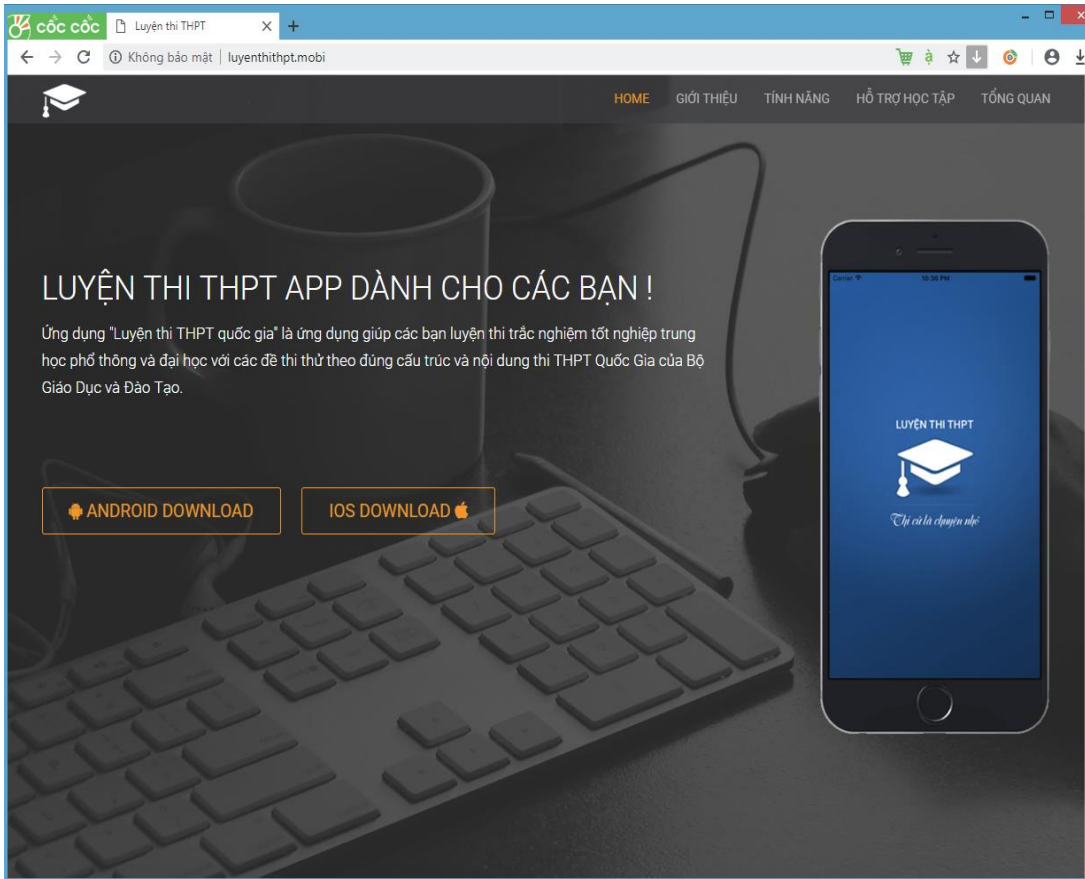 cốc cốc
Luyện thi THPT
Không bảo mật | luyenthithpt.mobi
HOME GIỚI THIỆU TÍNH NĂNG HỖ TRỢ HỌC TẬP TỔNG QUAN
LUYỆN THI THPT APP DÀNH CHO CÁC BẠN !
Ứng dụng "Luyện thi THPT quốc gia" là ứng dụng giúp các bạn luyện thi trắc nghiệm tốt nghiệp trung
học phổ thông và đại học với các đề thi thử theo đúng cấu trúc và nội dung thi THPT Quốc Gia của Bộ
Giáo Dục và Đào Tạo.
ANDROID DOWNLOAD
IOS DOWNLOAD
Carrier 10:36 PM
LUYỆN THI THPT
Thi cử là chuyện nhỏ